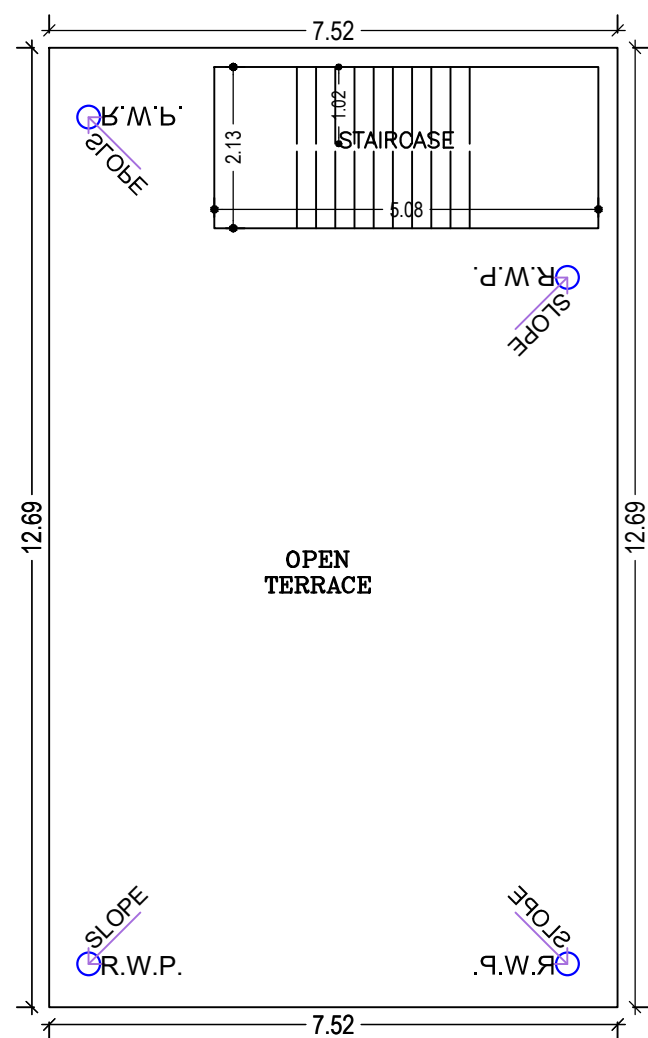 7.52
R.W.P.
SLOPE
2.13
1.02
STAIRCASE
5.08
R.W.P.
SLOPE
12.69
12.69
OPEN
TERRACE
SLOPE
R.W.P.
SLOPE
R.W.P.
7.52